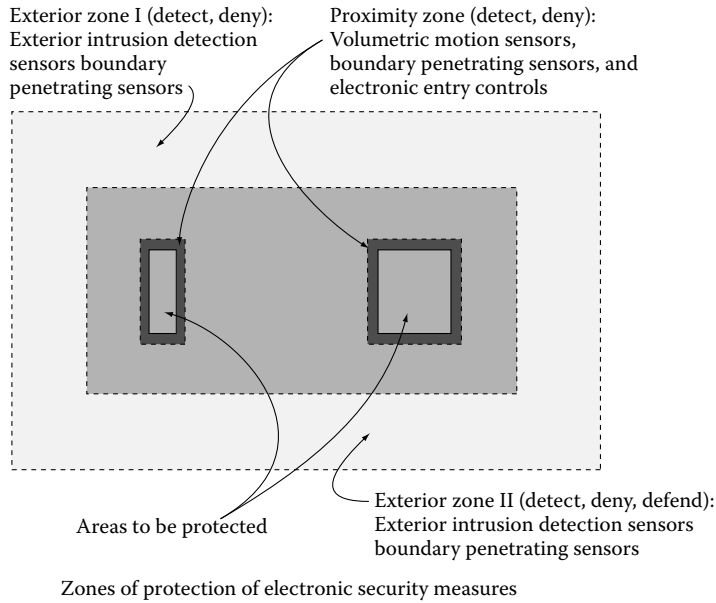 Exterior zone I (detect, deny):
Exterior intrusion detection
sensors boundary
penetrating sensors
Proximity zone (detect, deny):
Volumetric motion sensors,
boundary penetrating sensors, and
electronic entry controls
Areas to be protected
Exterior zone II (detect, deny, defend):
Exterior intrusion detection sensors
boundary penetrating sensors
Zones of protection of electronic security measures